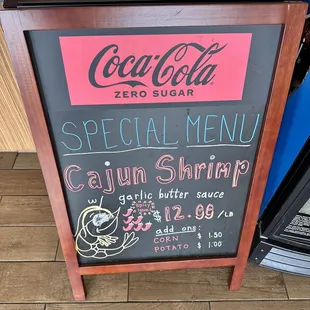 Coca-Cola
ZERO SUGAR
SPECIAL MENU
Cajun Shrimp
garlic butter sauce
$12.99/LB
add ons:
CORN $1.50
POTATO $1.00